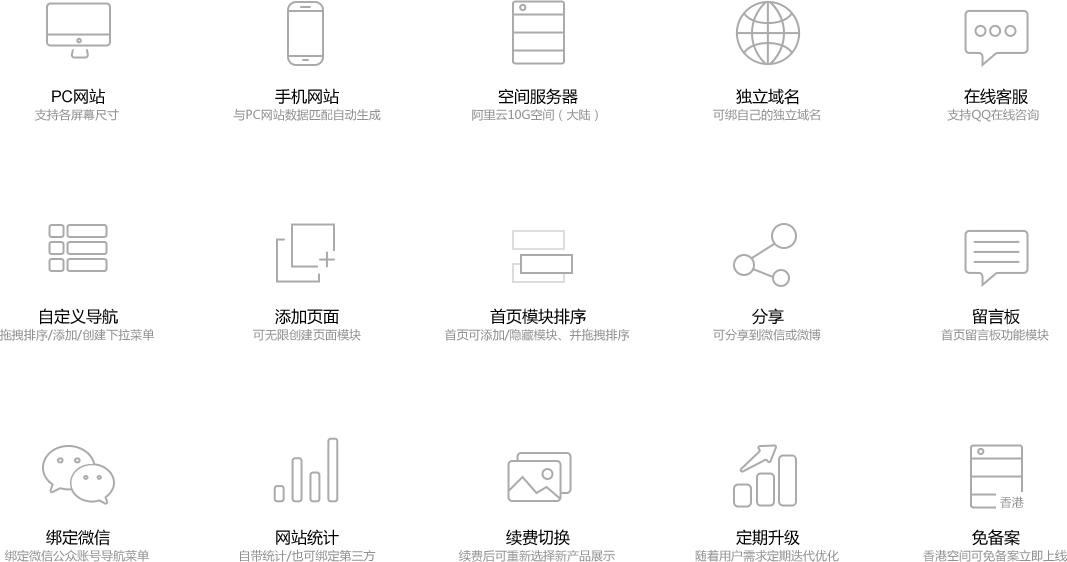 PC网站
支持各屏幕尺寸
手机网站
与PC网站数据匹配自动生成
空间服务器
阿里云10G空间（大陆）
独立域名
可绑自己的独立域名
在线客服
支持QQ在线咨询
自定义导航
拖拽排序/添加/创建下拉菜单
添加页面
可无限创建页面模块
首页模块排序
首页可添加/隐藏模块、并拖拽排序
分享
可分享到微信或微博
留言板
首页留言板功能模块
绑定微信
绑定微信公众账号导航菜单
网站统计
自带统计/也可绑定第三方
续费切换
续费后可重新选择新产品展示
定期升级
随着用户需求定期迭代优化
香港
免备案
香港空间可免备案立即上线